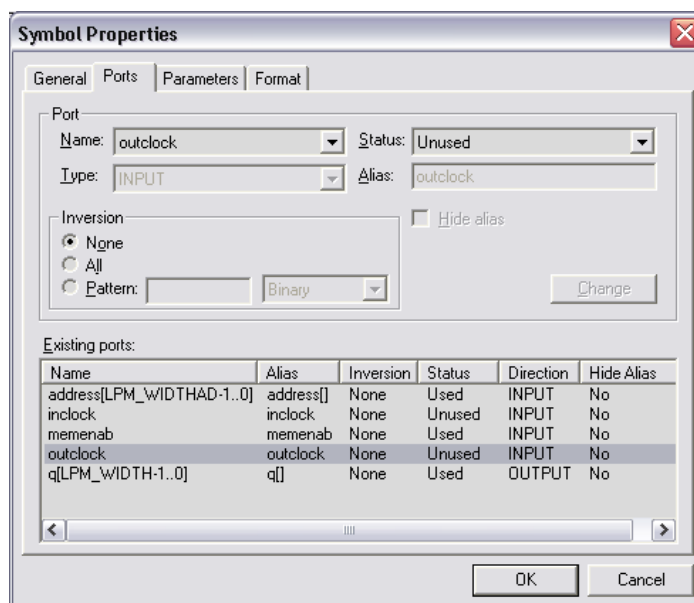 Symbol Properties
General Ports Parameters Format
Port
Name: outclock Status: Unused
Type: INPUT Alias: outclock
Inversion Hide alias
None
All
Pattern: Binary Change
Existing ports:
Name Alias Inversion Status Direction Hide Alias
address[LPM_WIDTHAD-1..0] address[] None Used INPUT No
inclock inclock None Unused INPUT No
memenab memenab None Used INPUT No
outclock outclock None Unused INPUT No
q[LPM_WIDTH-1..0] q[] None Used OUTPUT No
OK Cancel